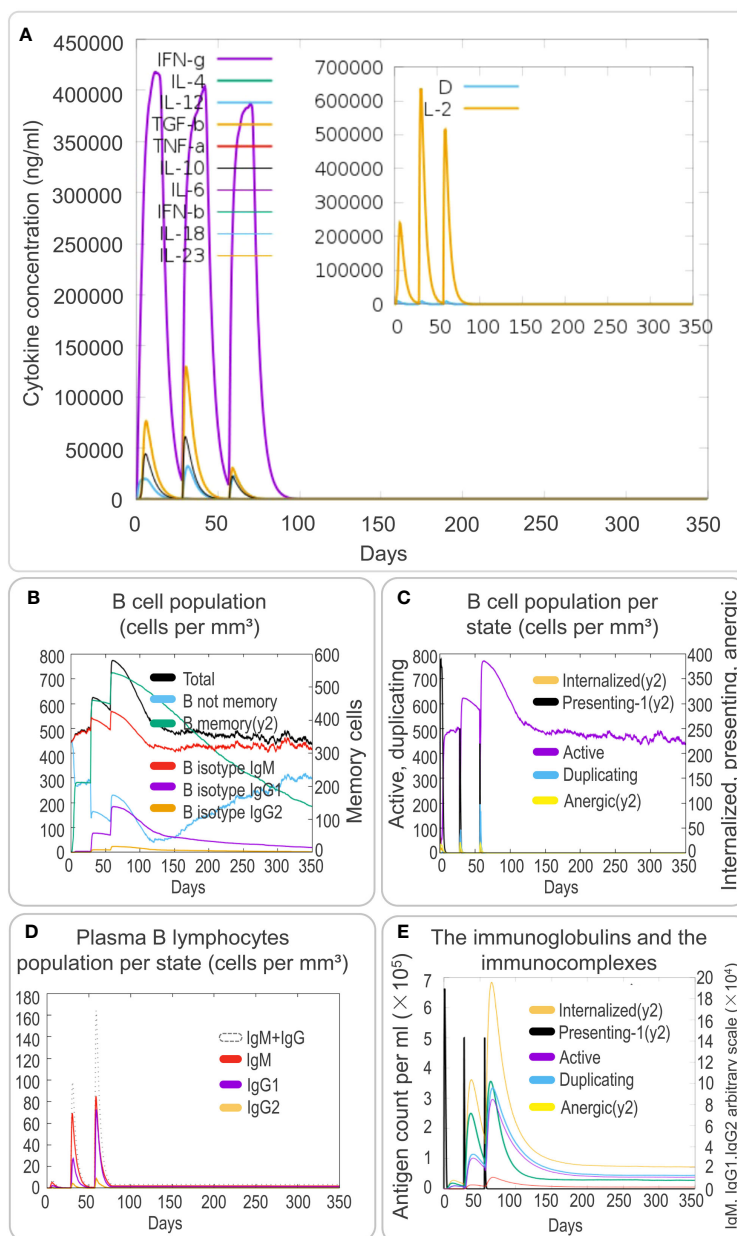 A
Cytokine concentration (ng/ml)
450000
400000
350000
300000
250000
200000
150000
100000
50000
0
IFN-g
IL-4
IL-12
TGF-b
TNF-a
IL-10
IL-6
IFN-b
IL-18
IL-23
700000
600000
500000
400000
300000
200000
100000
0
D
L-2
0 50 100 150 200 250 300 350
0 50 100 150 200 250 300 350
Days
B
B cell population
(cells per mm³)
800
700
600
500
400
300
200
100
0
Total
B not memory
B memory(y2)
B isotype IgM
B isotype IgG1
B isotype IgG2
600
500
400
300
200
100
0
Memory cells
0 50 100 150 200 250 300 350
Days
C
B cell population per
state (cells per mm³)
Active, duplicating
800
700
600
500
400
300
200
100
0
Internalized(y2)
Presenting-1(y2)
Active
Duplicating
Anergic(y2)
400
350
300
250
200
150
100
50
0
Internalized, presenting, anergic
0 50 100 150 200 250 300 350
Days
D
Plasma B lymphocytes
population per state (cells per mm³)
180
160
140
120
100
80
60
40
20
0
IgM+IgG
IgM
IgG1
IgG2
0 50 100 150 200 250 300 350
Days
E
The immunoglobulins and the
immunocomplexes
Antigen count per ml (×10⁵)
7
6
5
4
3
2
1
0
Internalized(y2)
Presenting-1(y2)
Active
Duplicating
Anergic(y2)
20
18
16
14
12
10
8
6
4
2
0
IgM. IgG1.IgG2 arbitrary scale (×10⁴)
0 50 100 150 200 250 300 350
Days